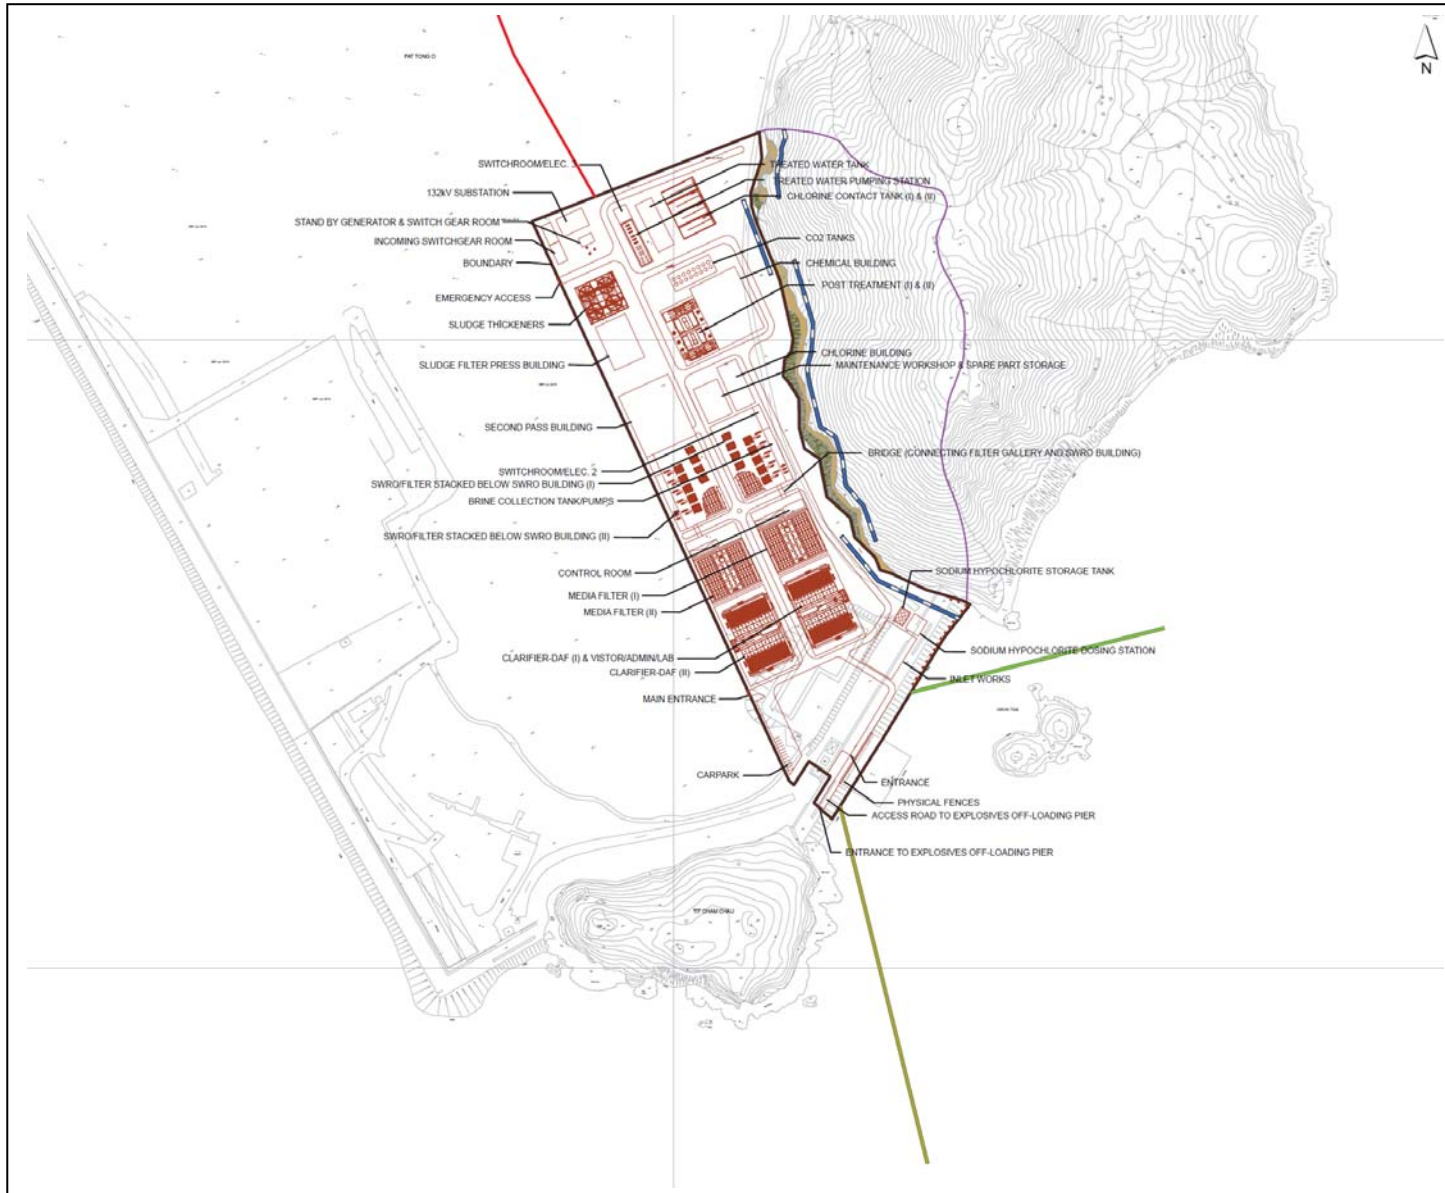 PAT TONG O
N
SWITCHROOM/ELEC. 3
TREATED WATER TANK
TREATED WATER PUMPING STATION
132kV SUBSTATION
CHLORINE CONTACT TANK (I) & (II)
STAND BY GENERATOR & SWITCH GEAR ROOM
INCOMING SWITCHGEAR ROOM
CO2 TANKS
BOUNDARY
CHEMICAL BUILDING
POST TREATMENT (I) & (II)
EMERGENCY ACCESS
SLUDGE THICKENERS
CHLORINE BUILDING
SLUDGE FILTER PRESS BUILDING
MAINTENANCE WORKSHOP & SPARE PART STORAGE
SECOND PASS BUILDING
BRIDGE (CONNECTING FILTER GALLERY AND SWRO BUILDING)
SWITCHROOM/ELEC. 2
SWRO/FILTER STACKED BELOW SWRO BUILDING (I)
BRINE COLLECTION TANK/PUMPS
SWRO/FILTER STACKED BELOW SWRO BUILDING (II)
CONTROL ROOM
SODIUM HYPOCHLORITE STORAGE TANK
MEDIA FILTER (I)
MEDIA FILTER (II)
SODIUM HYPOCHLORITE DOSING STATION
CLARIFIER-DAF (I) & VISTOR/ADMIN/LAB
CLARIFIER-DAF (II)
INLET WORKS
MAIN ENTRANCE
CARPARK
ENTRANCE
PHYSICAL FENCES
ACCESS ROAD TO EXPLOSIVES OFF-LOADING PIER
ENTRANCE TO EXPLOSIVES OFF-LOADING PIER
TIT CHAM CHAU